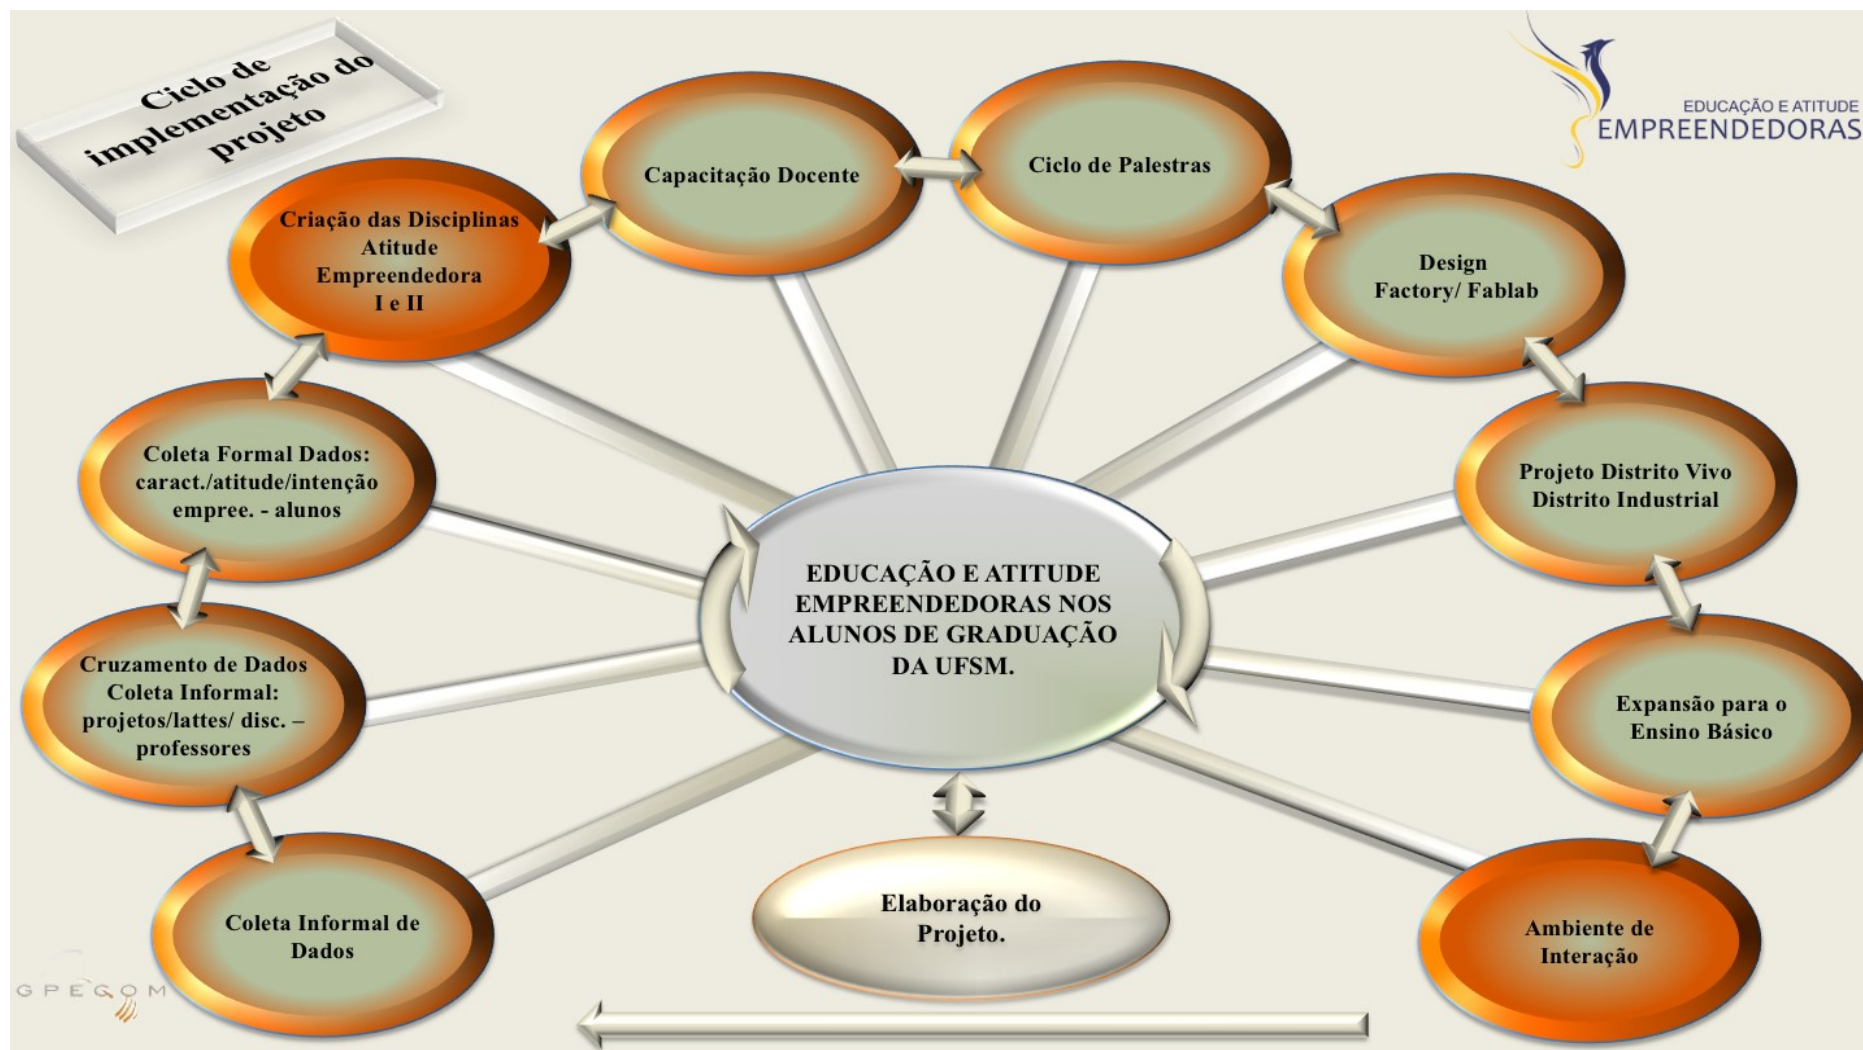 Ciclo de
implementação do
projeto
EDUCAÇÃO E ATITUDE
EMPREENDEDORAS
Capacitação Docente
Ciclo de Palestras
Criação das Disciplinas
Atitude
Empreendedora
I e II
Design
Factory/ Fablab
Coleta Formal Dados:
caract./atitude/intenção
empree. - alunos
Projeto Distrito Vivo
Distrito Industrial
EDUCAÇÃO E ATITUDE
EMPREENDEDORAS NOS
ALUNOS DE GRADUAÇÃO
DA UFSM.
Cruzamento de Dados
Coleta Informal:
projetos/lattes/ disc. –
professores
Expansão para o
Ensino Básico
Coleta Informal de
Dados
Elaboração do
Projeto.
Ambiente de
Interação
GPEGOM